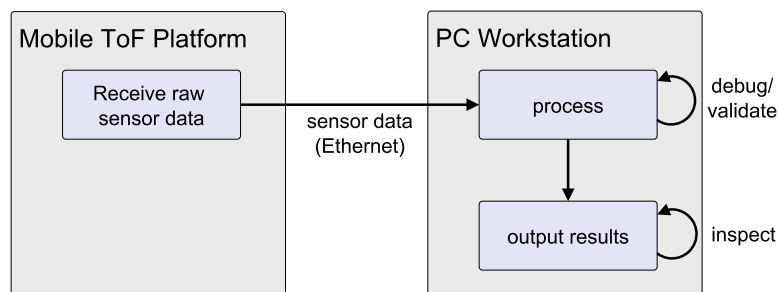 Mobile ToF Platform
Receive raw
sensor data
sensor data
(Ethernet)
PC Workstation
process
debug/
validate
output results
inspect